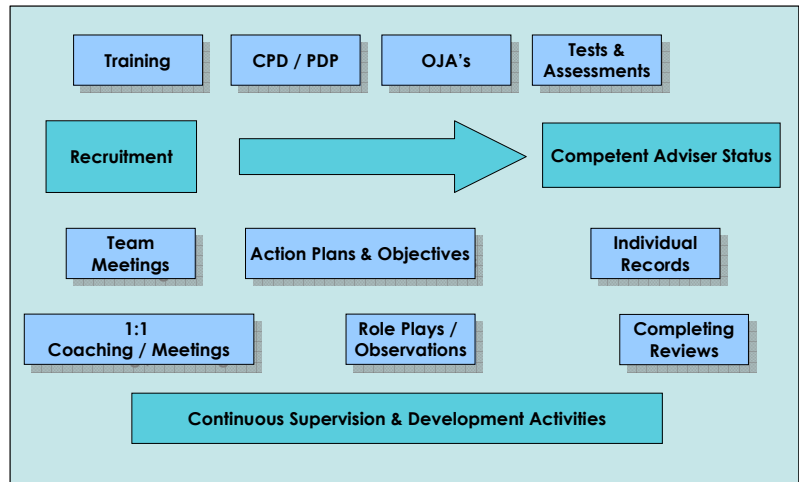 Training
CPD / PDP
OJA's
Tests &
Assessments
Recruitment
Competent Adviser Status
Team
Meetings
Action Plans & Objectives
Individual
Records
1:1
Coaching / Meetings
Role Plays /
Observations
Completing
Reviews
Continuous Supervision & Development Activities